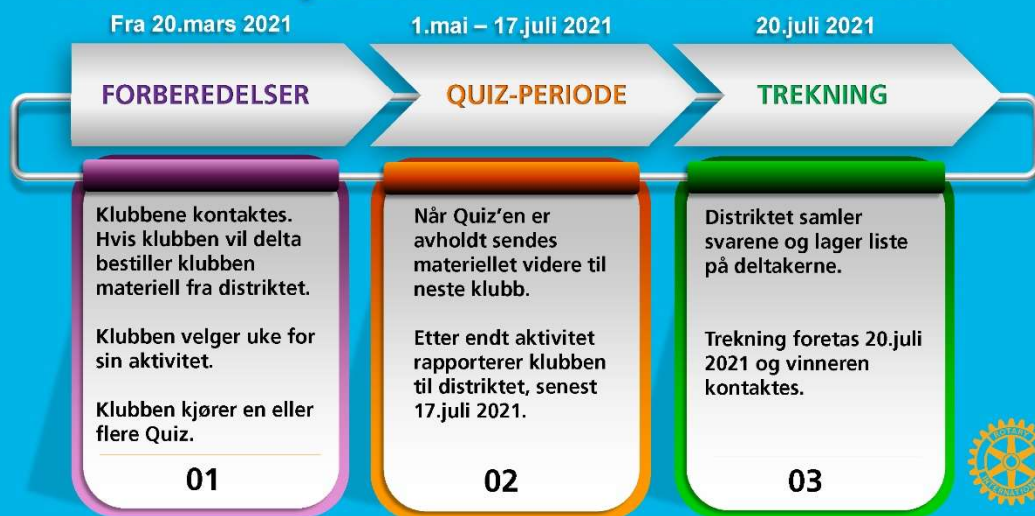 Fra 20.mars 2021
1.mai – 17.juli 2021
20.juli 2021
FORBEREDELSER
QUIZ-PERIODE
TREKNING
Klubbene kontaktes.
Hvis klubben vil delta
bestiller klubben
materiell fra distriktet.
Klubben velger uke for
sin aktivitet.
Klubben kjører en eller
flere Quiz.
01
Når Quiz’en er
avholdt sendes
materiellet videre til
neste klubb.
Etter endt aktivitet
rapporterer klubben
til distriktet, senest
17.juli 2021.
02
Distriktet samler
svarene og lager liste
på deltakerne.
Trekning foretas 20.juli
2021 og vinneren
kontaktes.
03
ROTARY
INTERNATIONAL